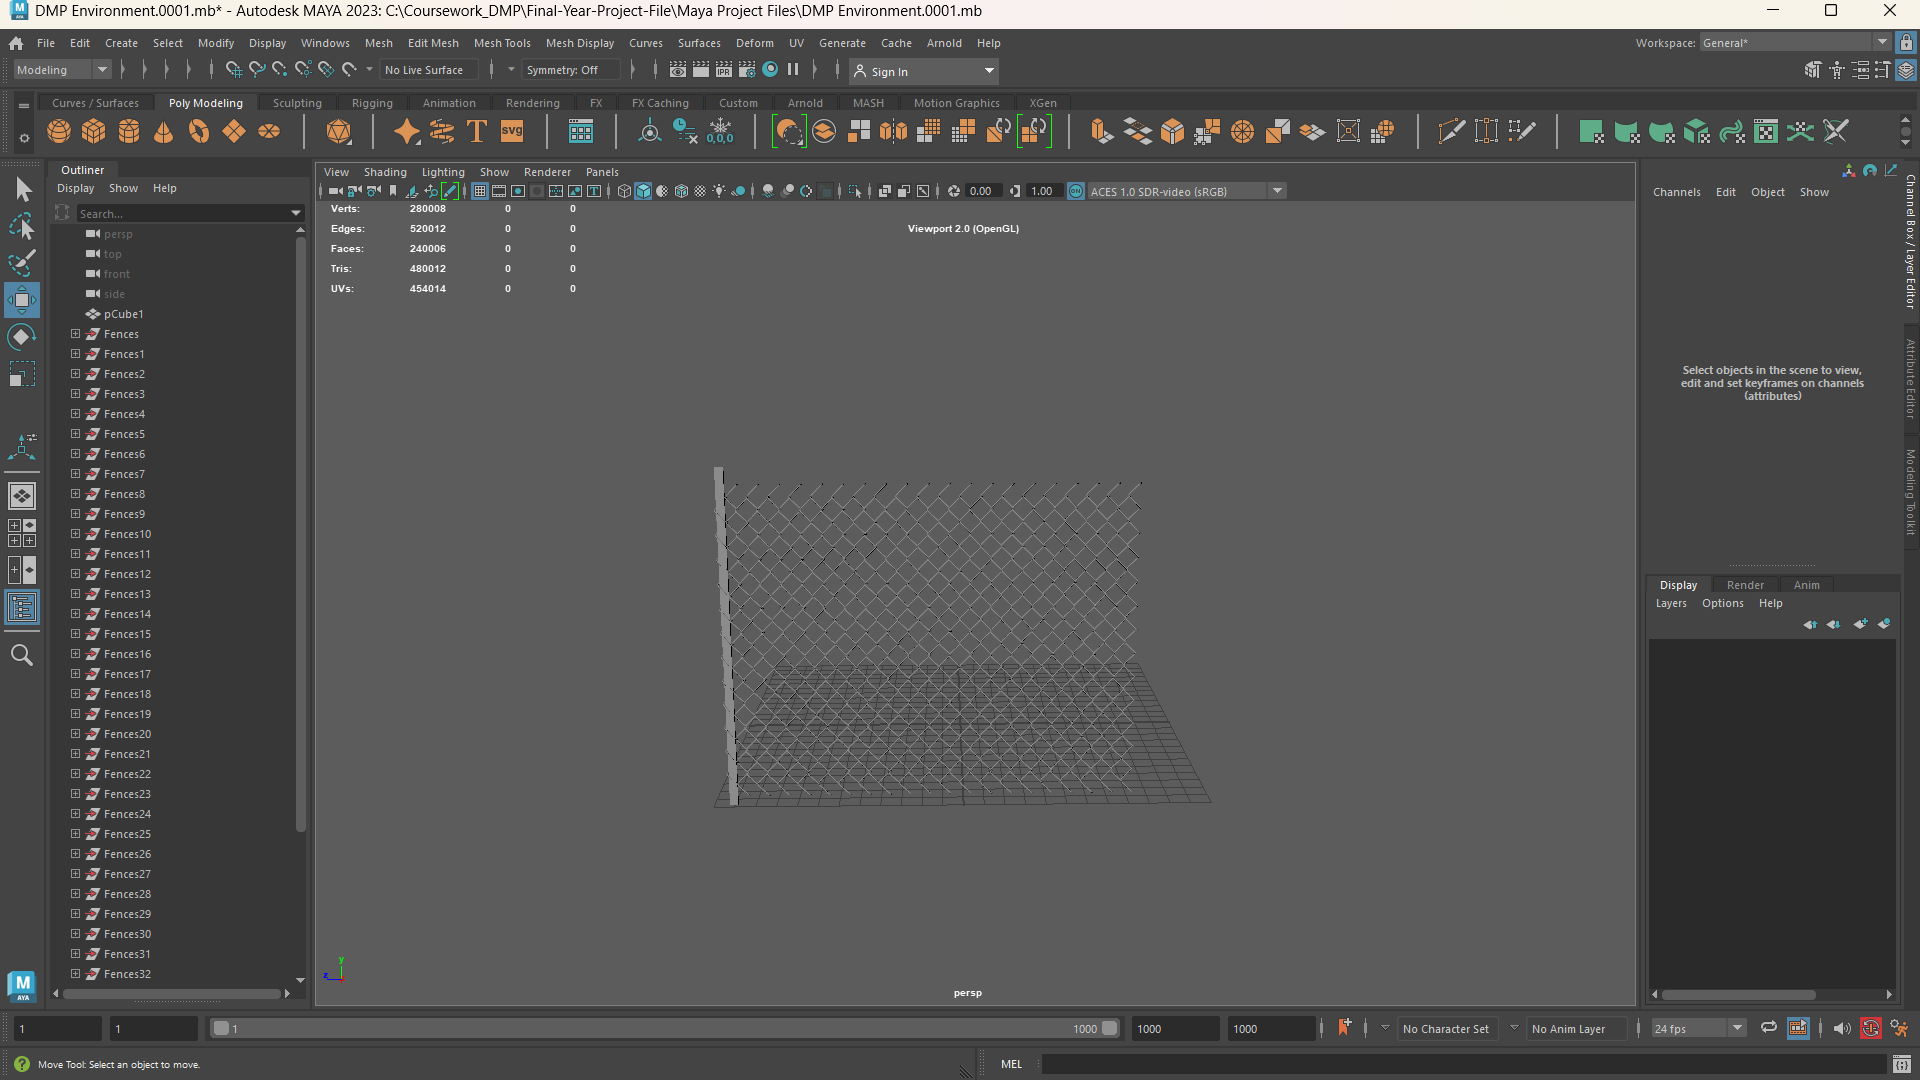 DMP Environment.0001.mb* - Autodesk MAYA 2023: C:\Coursework_DMP\Final-Year-Project-File\Maya Project Files\DMP Environment.0001.mb
File Edit Create Select Modify Display Windows Mesh Edit Mesh Mesh Tools Mesh Display Curves Surfaces Deform UV Generate Cache Arnold Help
Workspace: General*
Modeling No Live Surface Symmetry: Off IPR Sign In
Curves / Surfaces Poly Modeling Sculpting Rigging Animation Rendering FX FX Caching Custom Arnold MASH Motion Graphics XGen
T SVG 0,0,0
Outliner
Display Show Help
Search...
persp
top
front
side
pCube1
Fences
Fences1
Fences2
Fences3
Fences4
Fences5
Fences6
Fences7
Fences8
Fences9
Fences10
Fences11
Fences12
Fences13
Fences14
Fences15
Fences16
Fences17
Fences18
Fences19
Fences20
Fences21
Fences22
Fences23
Fences24
Fences25
Fences26
Fences27
Fences28
Fences29
Fences30
Fences31
Fences32
View Shading Lighting Show Renderer Panels
0.00 1.00 ON ACES 1.0 SDR-video (sRGB)
Verts: 280008 0 0
Edges: 520012 0 0
Faces: 240006 0 0
Tris: 480012 0 0
UVs: 454014 0 0
Viewport 2.0 (OpenGL)
y
z
persp
Channels Edit Object Show
Select objects in the scene to view,
edit and set keyframes on channels
(attributes)
Channel Box / Layer Editor
Attribute Editor
Modeling Toolkit
Display Render Anim
Layers Options Help
M
AYA
1 1 1 1000 1000 1000 No Character Set No Anim Layer 24 fps
Move Tool: Select an object to move.
MEL